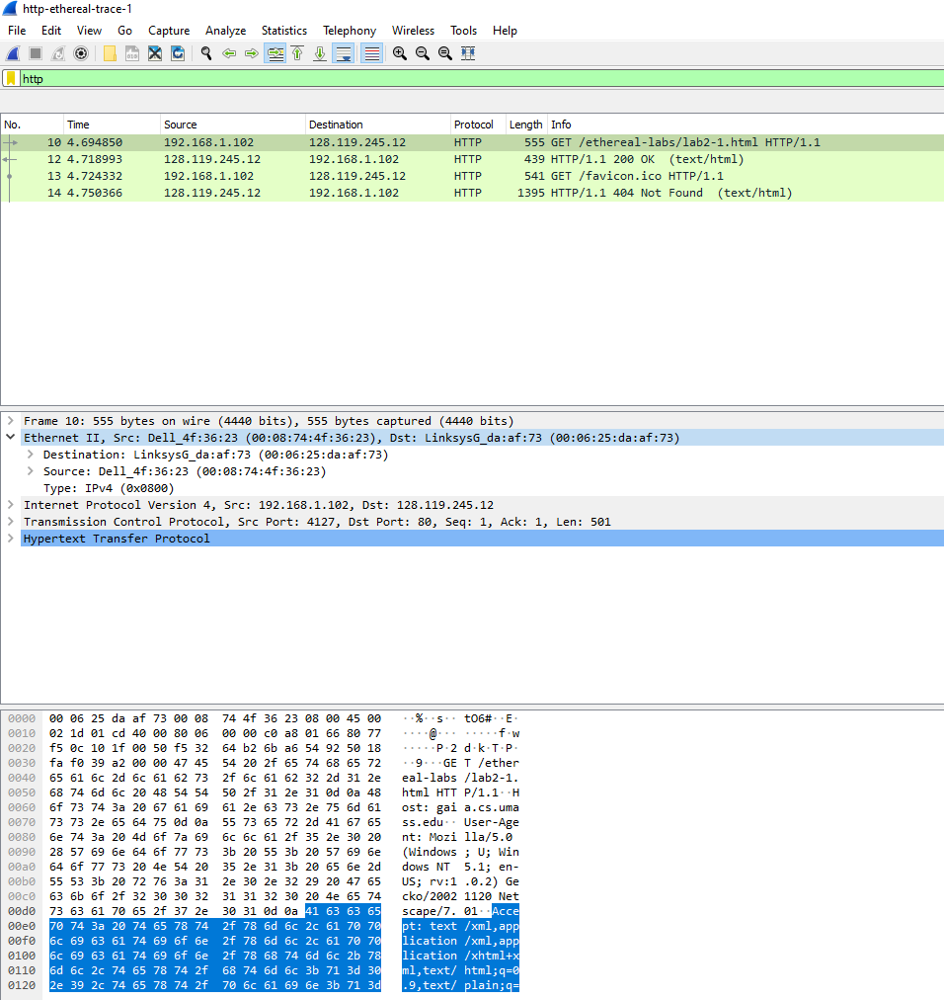 http-ethereal-trace-1
File Edit View Go Capture Analyze Statistics Telephony Wireless Tools Help
http
No. Time Source Destination Protocol Length Info
10 4.694850 192.168.1.102 128.119.245.12 HTTP 555 GET /ethereal-labs/lab2-1.html HTTP/1.1
12 4.718993 128.119.245.12 192.168.1.102 HTTP 439 HTTP/1.1 200 OK (text/html)
13 4.724332 192.168.1.102 128.119.245.12 HTTP 541 GET /favicon.ico HTTP/1.1
14 4.750366 128.119.245.12 192.168.1.102 HTTP 1395 HTTP/1.1 404 Not Found (text/html)
Frame 10: 555 bytes on wire (4440 bits), 555 bytes captured (4440 bits)
Ethernet II, Src: Dell_4f:36:23 (00:08:74:4f:36:23), Dst: LinksysG_da:af:73 (00:06:25:da:af:73)
Destination: LinksysG_da:af:73 (00:06:25:da:af:73)
Source: Dell_4f:36:23 (00:08:74:4f:36:23)
Type: IPv4 (0x0800)
Internet Protocol Version 4, Src: 192.168.1.102, Dst: 128.119.245.12
Transmission Control Protocol, Src Port: 4127, Dst Port: 80, Seq: 1, Ack: 1, Len: 501
Hypertext Transfer Protocol
0000 00 06 25 da af 73 00 08 74 4f 36 23 08 00 45 00 ··%··s·· tO6#··E·
0010 02 1d 01 cd 40 00 80 06 00 00 c0 a8 01 66 80 77 ····@··· ·····f·w
0020 f5 0c 10 1f 00 50 f5 32 64 b2 6b a6 54 92 50 18 ·····P·2 d·k·T·P·
0030 fa f0 39 a2 00 00 47 45 54 20 2f 65 74 68 65 72 ··9···GE T /ether
0040 65 61 6c 2d 6c 61 62 73 2f 6c 61 62 32 2d 31 2e eal-labs /lab2-1.
0050 68 74 6d 6c 20 48 54 54 50 2f 31 2e 31 0d 0a 48 html HTT P/1.1··H
0060 6f 73 74 3a 20 67 61 69 61 2e 63 73 2e 75 6d 61 ost: gai a.cs.uma
0070 73 73 2e 65 64 75 0d 0a 55 73 65 72 2d 41 67 65 ss.edu·· User-Age
0080 6e 74 3a 20 4d 6f 7a 69 6c 6c 61 2f 35 2e 30 20 nt: Mozi lla/5.0
0090 28 57 69 6e 64 6f 77 73 3b 20 55 3b 20 57 69 6e (Windows ; U; Win
00a0 64 6f 77 73 20 4e 54 20 35 2e 31 3b 20 65 6e 2d dows NT 5.1; en-
00b0 55 53 3b 20 72 76 3a 31 2e 30 2e 32 29 20 47 65 US; rv:1 .0.2) Ge
00c0 63 6b 6f 2f 32 30 30 32 31 31 32 30 20 4e 65 74 cko/2002 1120 Net
00d0 73 63 61 70 65 2f 37 2e 30 31 0d 0a 41 63 63 65 scape/7. 01··Acce
00e0 70 74 3a 20 74 65 78 74 2f 78 6d 6c 2c 61 70 70 pt: text /xml,app
00f0 6c 69 63 61 74 69 6f 6e 2f 78 6d 6c 2c 61 70 70 lication /xml,app
0100 6c 69 63 61 74 69 6f 6e 2f 78 68 74 6d 6c 2b 78 lication /xhtml+x
0110 6d 6c 2c 74 65 78 74 2f 68 74 6d 6c 3b 71 3d 30 ml,text/ html;q=0
0120 2e 39 2c 74 65 78 74 2f 70 6c 61 69 6e 3b 71 3d .9,text/ plain;q=